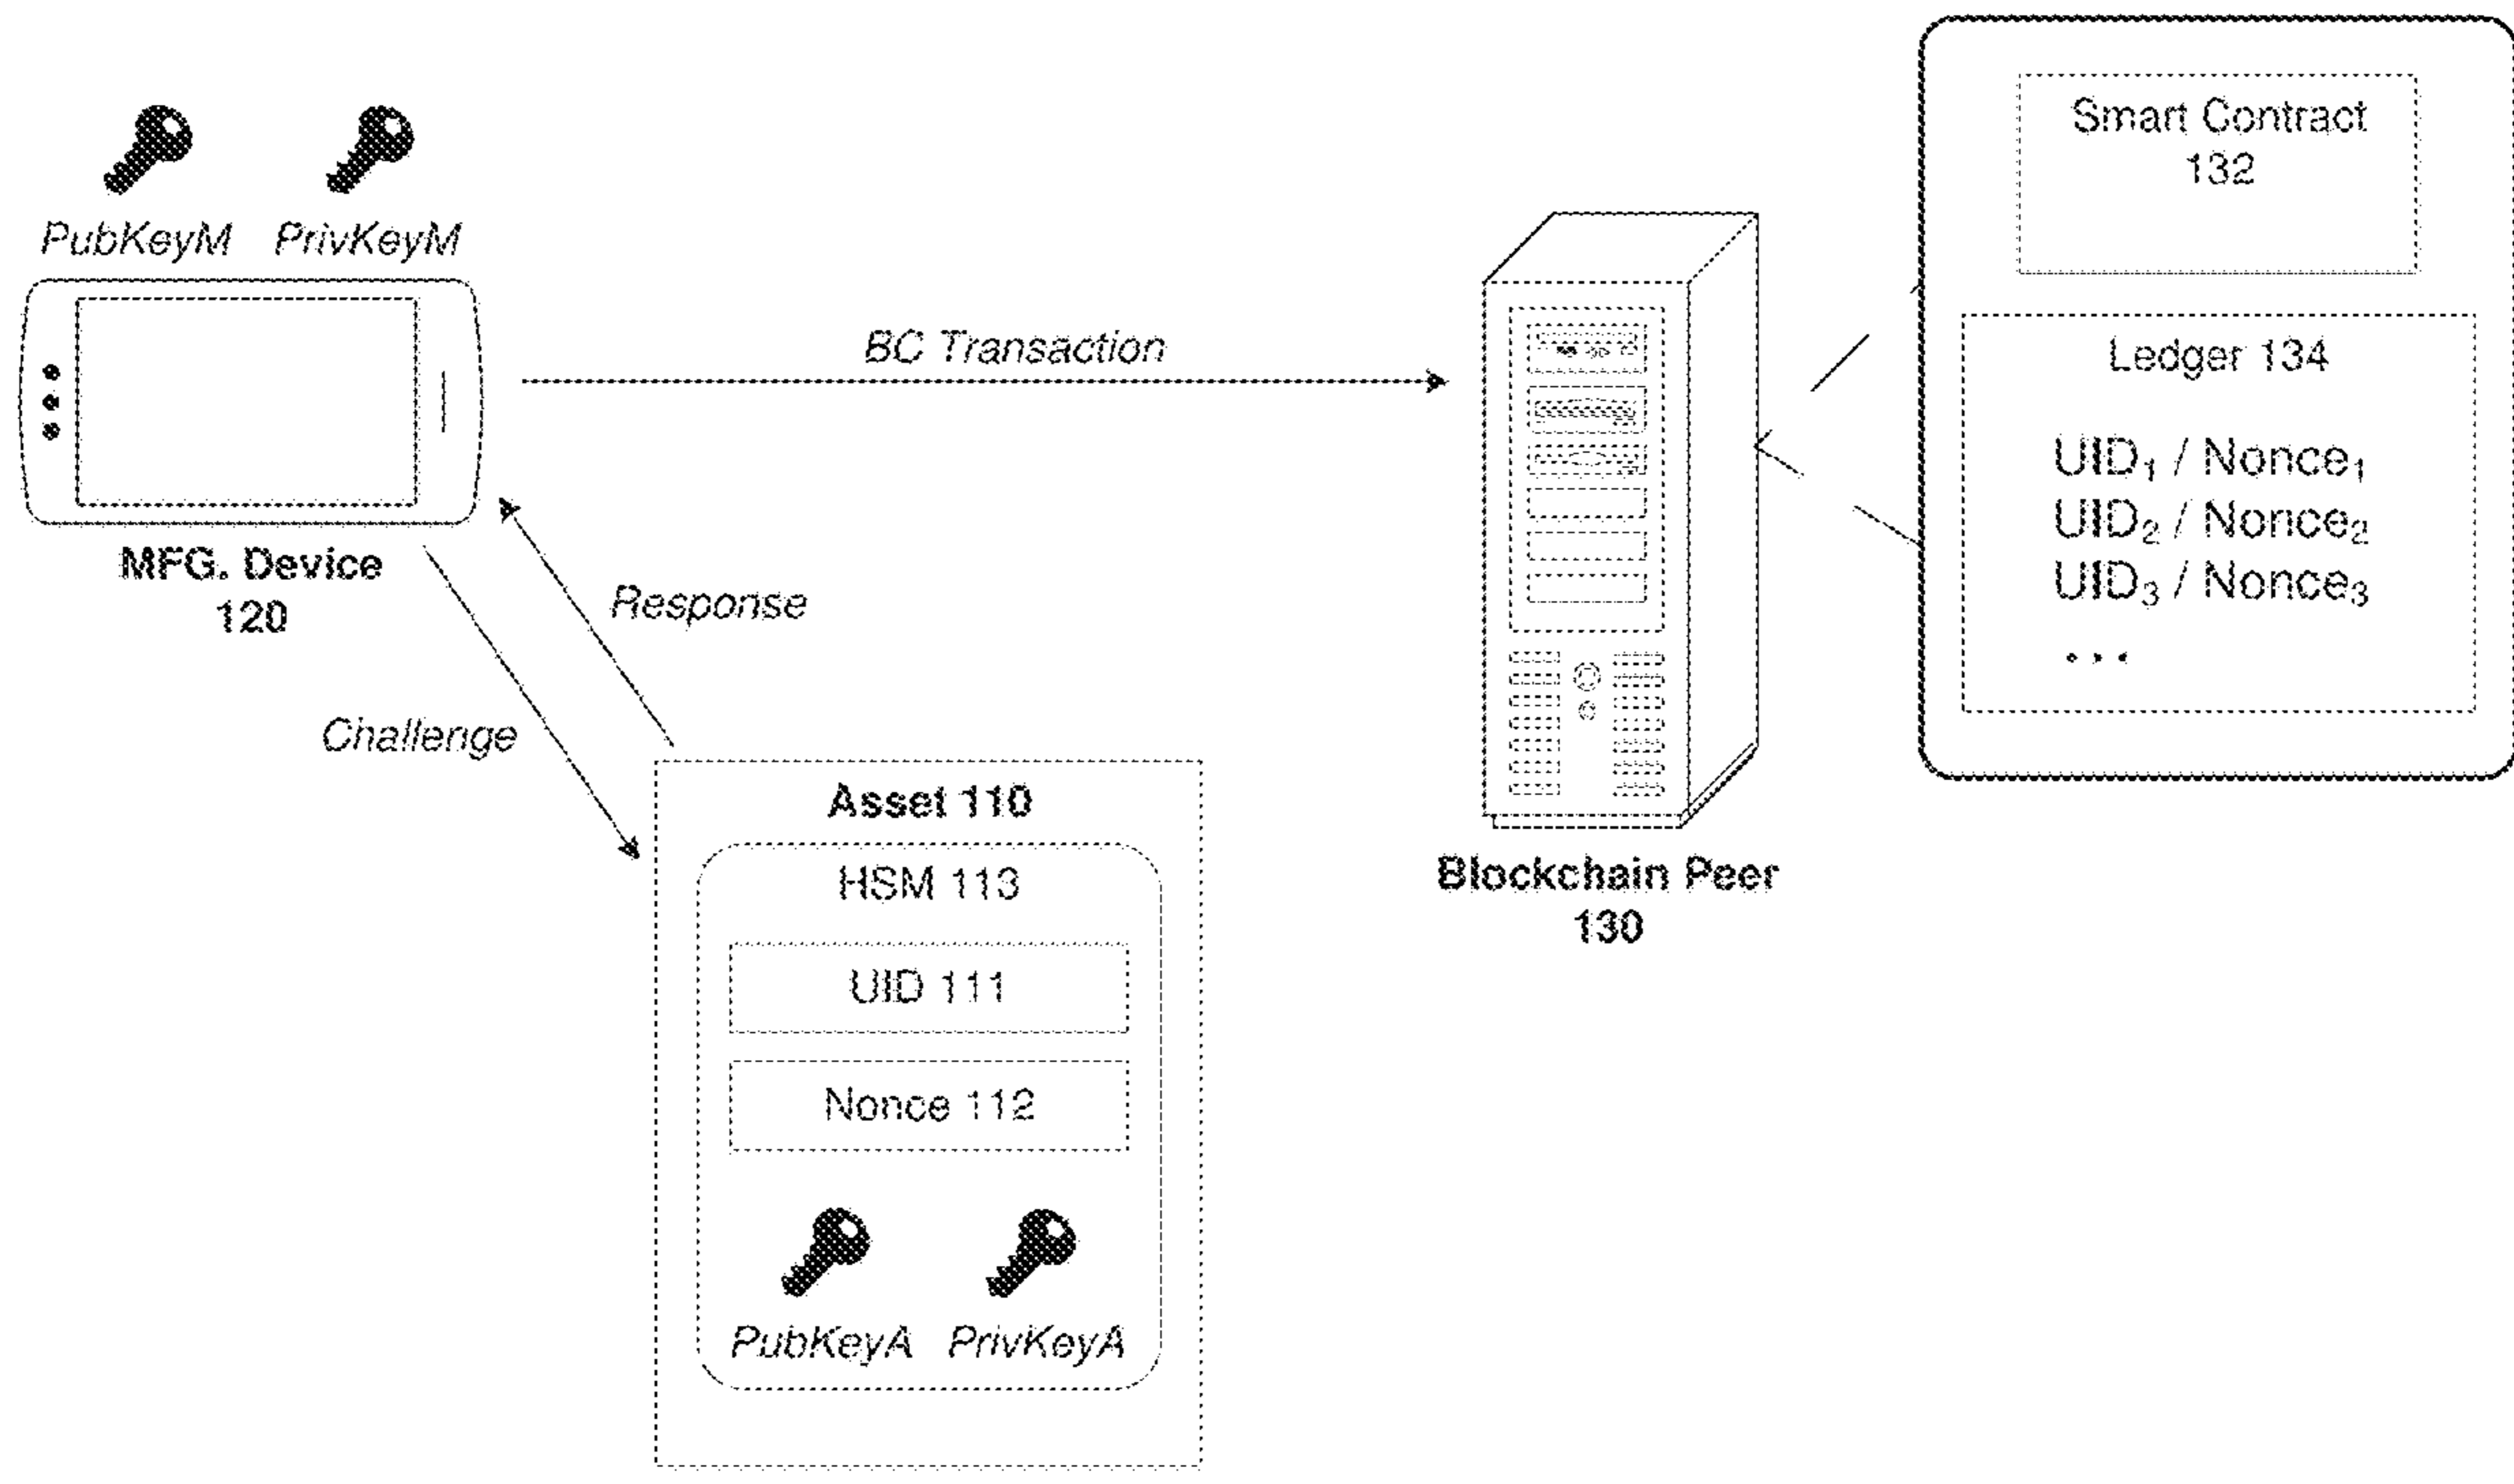 PubKeyM PrivKeyM
MFG. Device
120
BC Transaction
Response
Challenge
Asset 110
HSM 113
UID 111
Nonce 112
PubKeyA PrivKeyA
Blockchain Peer
130
Smart Contract
132
Ledger 134
UID₁ / Nonce₁
UID₂ / Nonce₂
UID₃ / Nonce₃
...